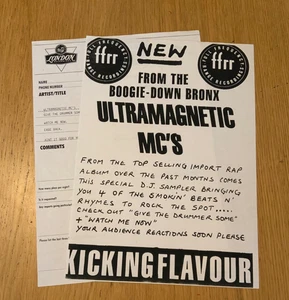 LONDON
NAME
PHONE NUMBER
ARTIST/TITLE
ULTRAMAGNETIC MC'S
COMMENTS
ffrr
ffrr
NEW
FROM THE
BOOGIE-DOWN BRONX
ULTRAMAGNETIC
MC'S
FROM THE TOP SELLING IMPORT RAP
ALBUM OVER THE PAST MONTHS COMES
THIS SPECIAL D.J. SAMPLER BRINGING
YOU 4 OF THE SMOKIN' BEATS N'
RHYMES TO ROCK THE SPOT.....
CHECK OUT "GIVE THE DRUMMER SOME"
+ "WATCH ME NOW"
YOUR AUDIENCE REACTIONS SOON PLEASE
KICKING FLAVOUR